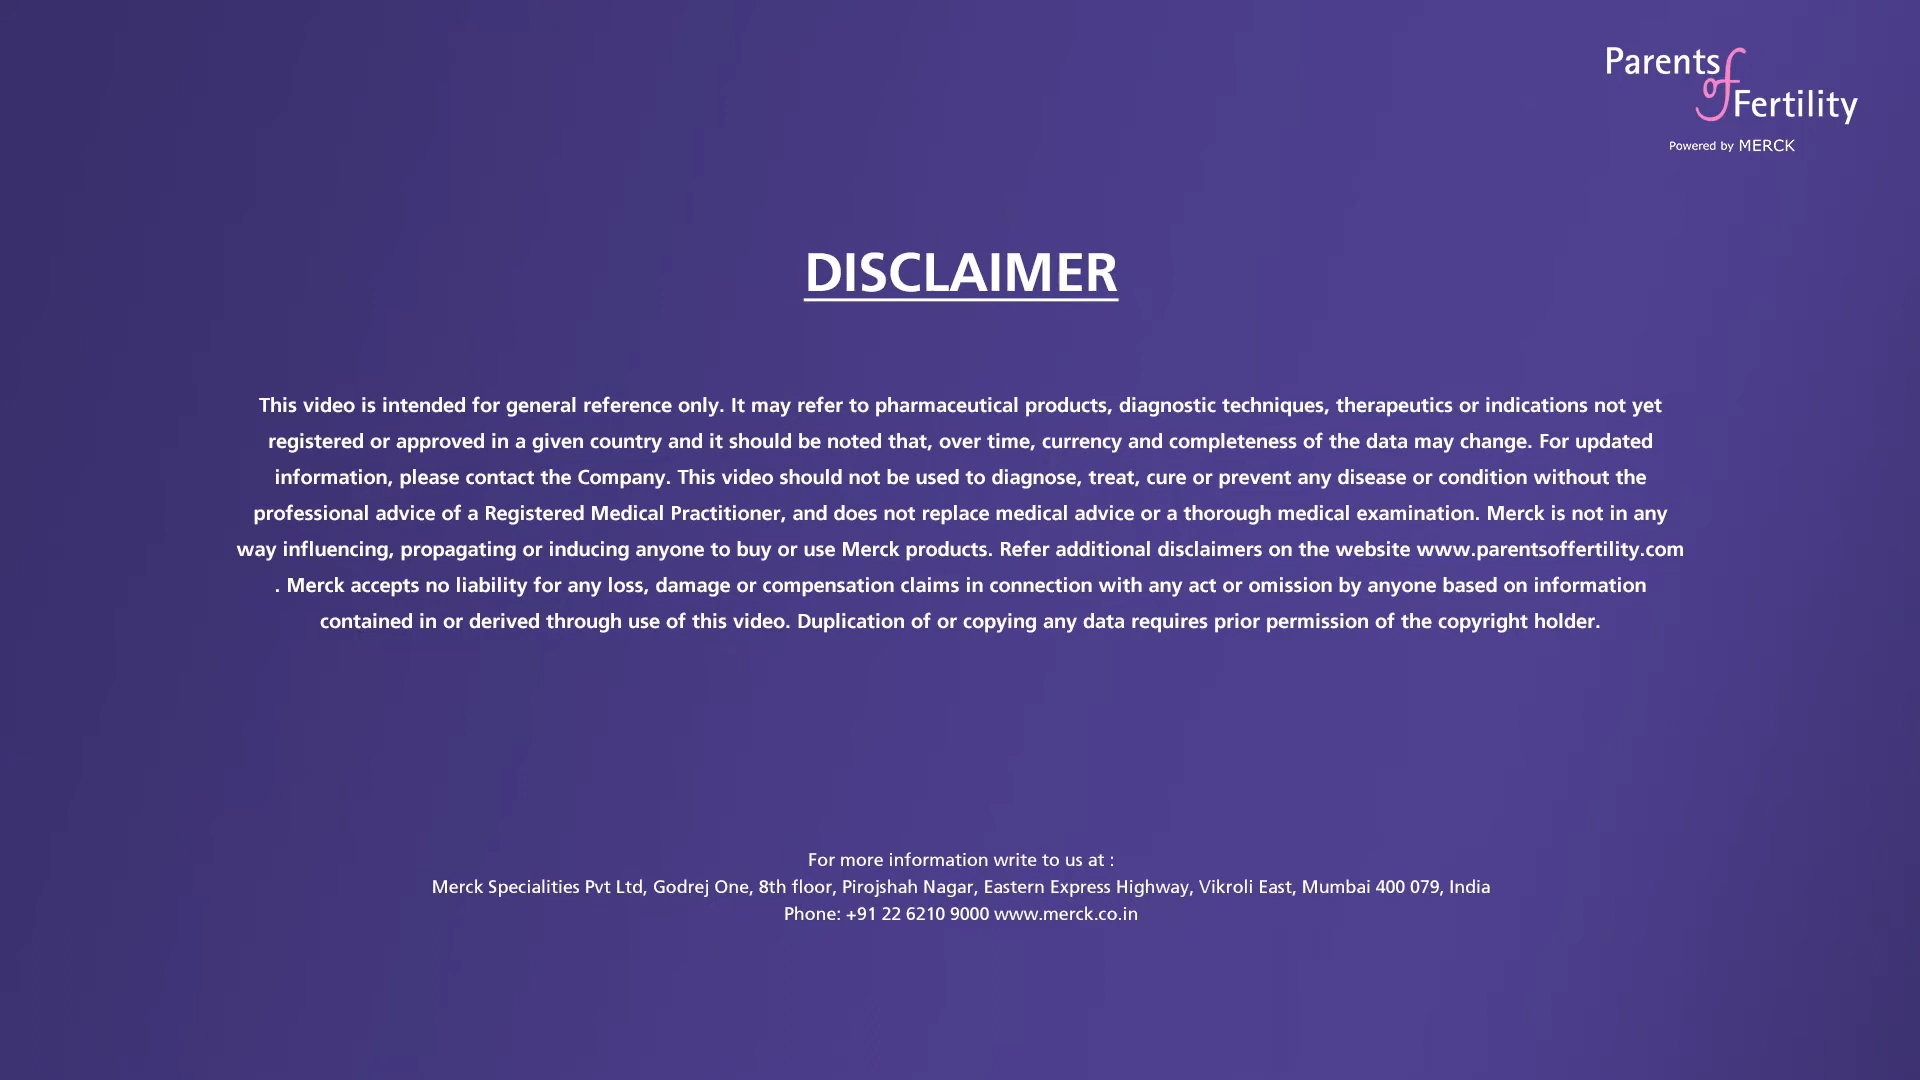 Parents
of
Fertility
Powered by MERCK
DISCLAIMER
This video is intended for general reference only. It may refer to pharmaceutical products, diagnostic techniques, therapeutics or indications not yet
registered or approved in a given country and it should be noted that, over time, currency and completeness of the data may change. For updated
information, please contact the Company. This video should not be used to diagnose, treat, cure or prevent any disease or condition without the
professional advice of a Registered Medical Practitioner, and does not replace medical advice or a thorough medical examination. Merck is not in any
way influencing, propagating or inducing anyone to buy or use Merck products. Refer additional disclaimers on the website www.parentsoffertility.com
. Merck accepts no liability for any loss, damage or compensation claims in connection with any act or omission by anyone based on information
contained in or derived through use of this video. Duplication of or copying any data requires prior permission of the copyright holder.
For more information write to us at :
Merck Specialities Pvt Ltd, Godrej One, 8th floor, Pirojshah Nagar, Eastern Express Highway, Vikroli East, Mumbai 400 079, India
Phone: +91 22 6210 9000 www.merck.co.in